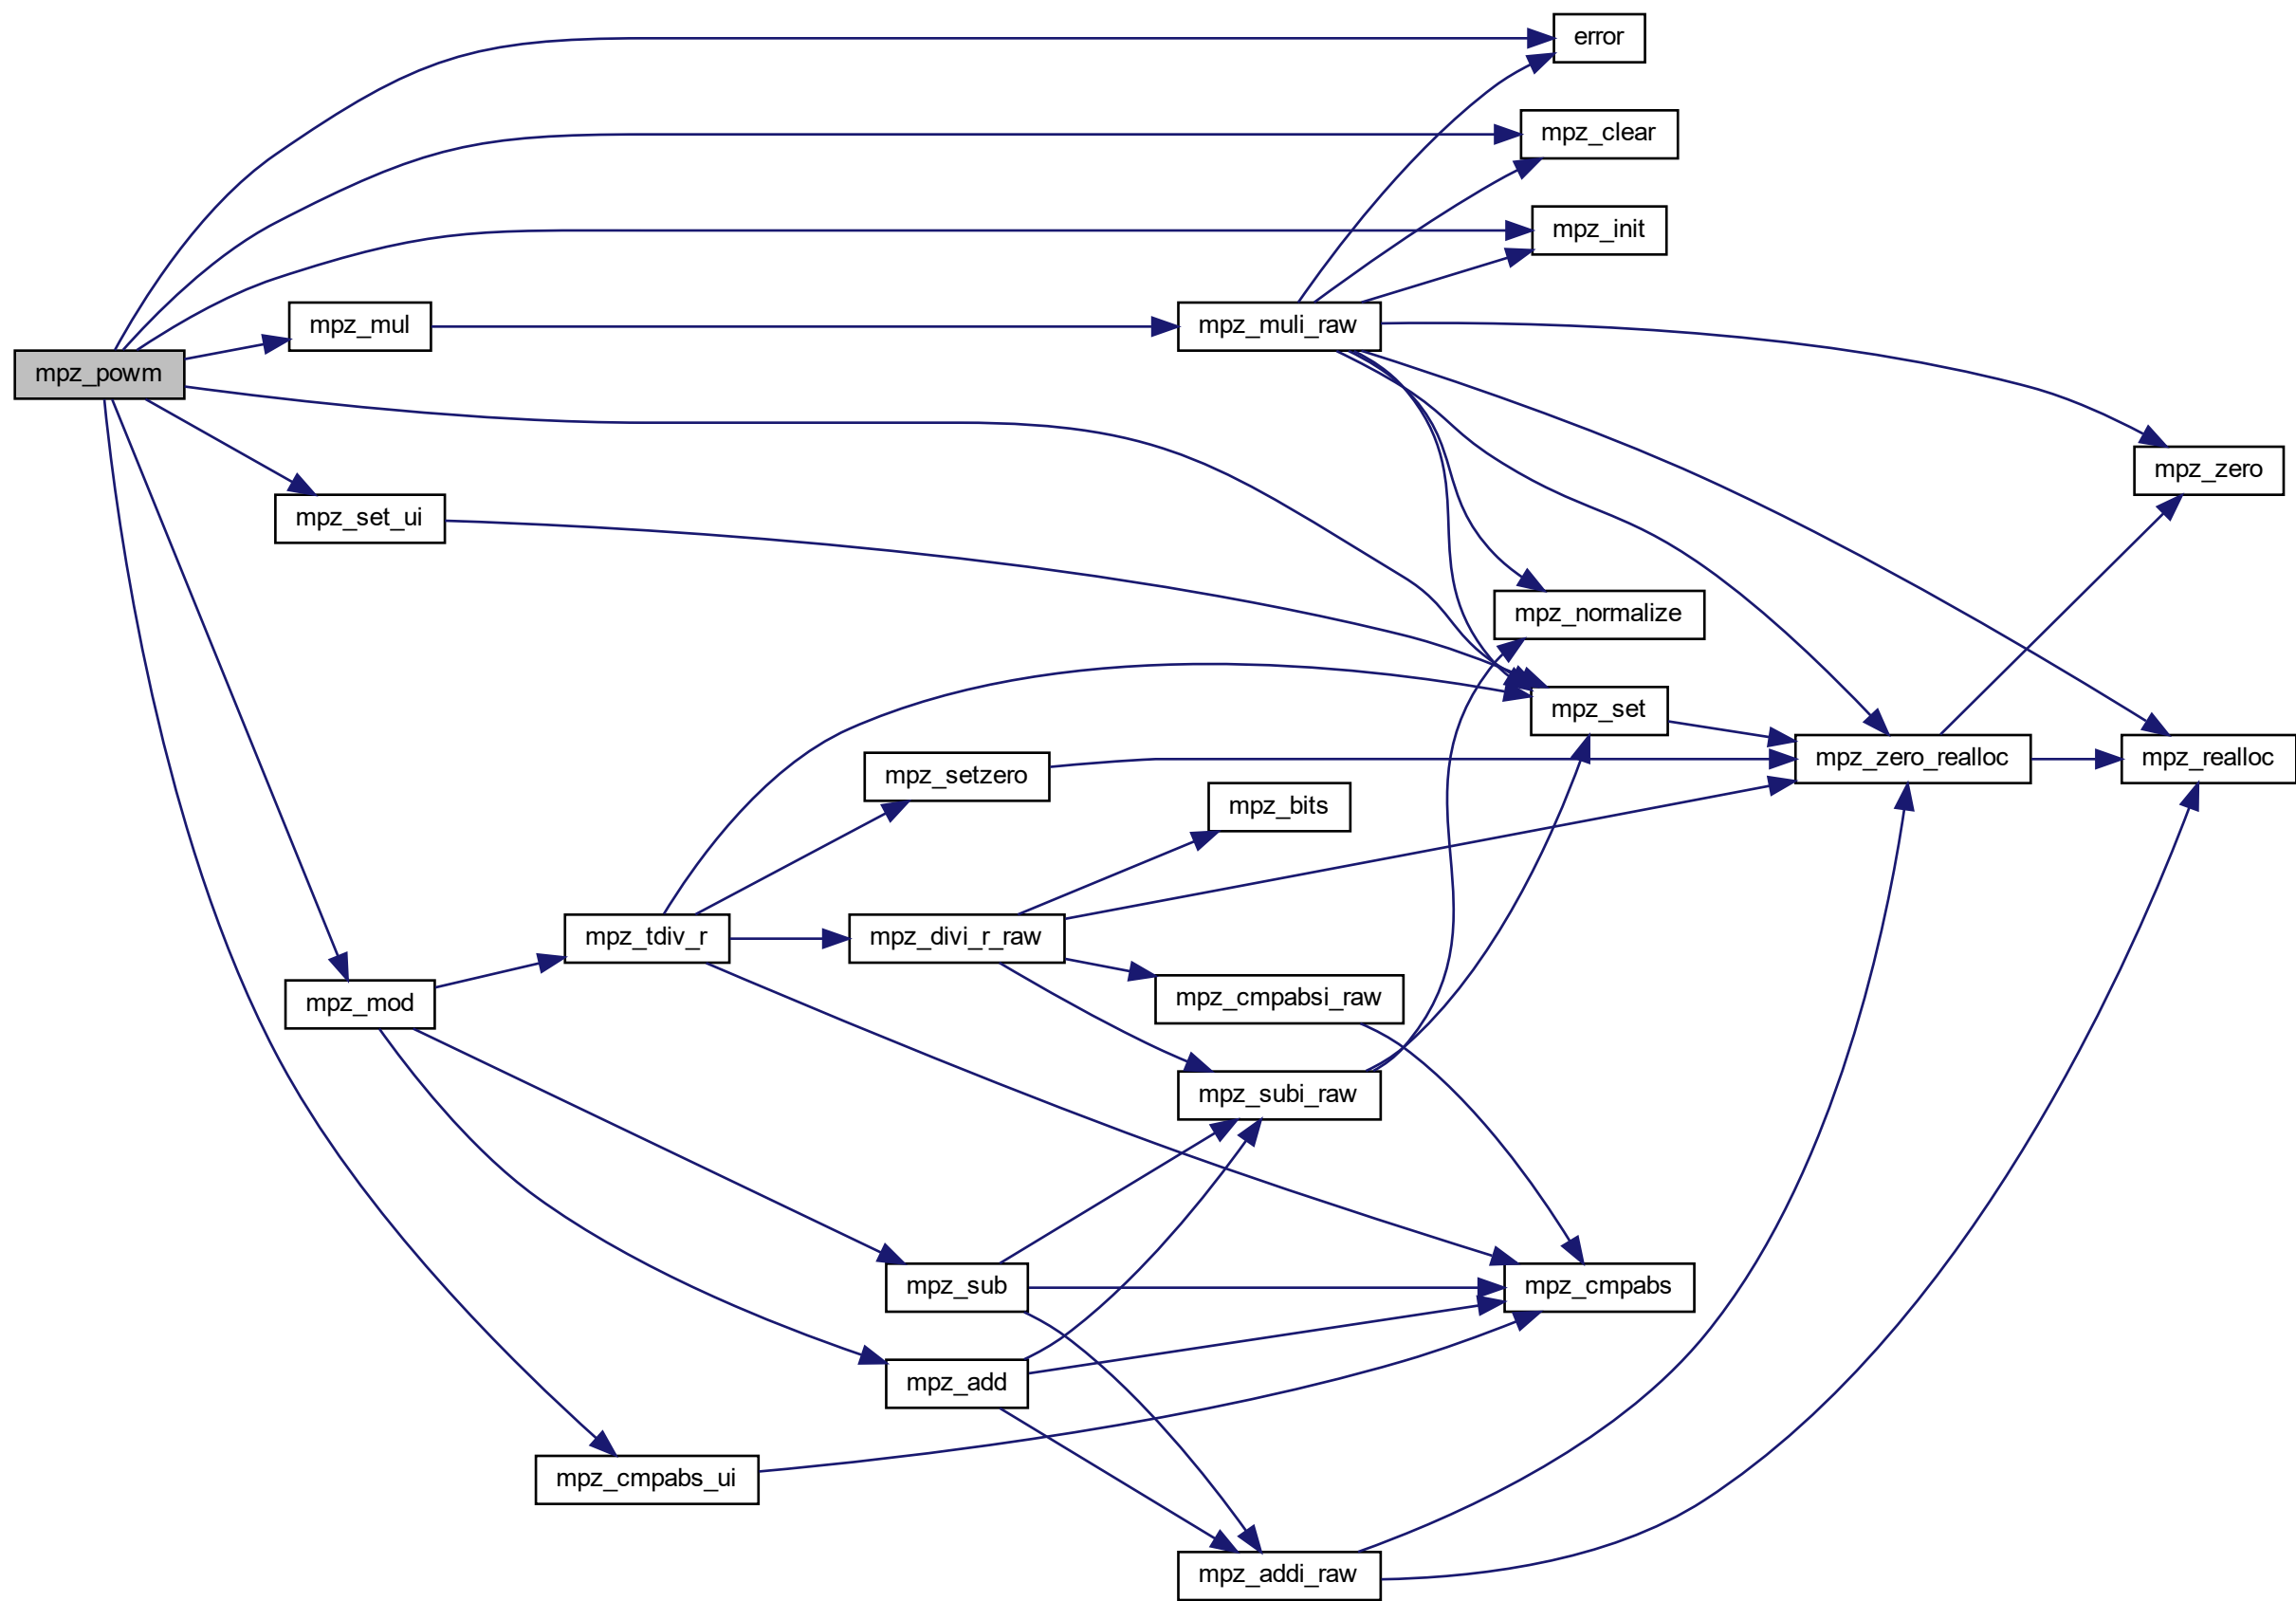 error
mpz_clear
mpz_init
mpz_mul
mpz_muli_raw
mpz_powm
mpz_zero
mpz_set_ui
mpz_normalize
mpz_set
mpz_setzero
mpz_zero_realloc
mpz_realloc
mpz_bits
mpz_tdiv_r
mpz_divi_r_raw
mpz_mod
mpz_cmpabsi_raw
mpz_subi_raw
mpz_sub
mpz_cmpabs
mpz_add
mpz_cmpabs_ui
mpz_addi_raw